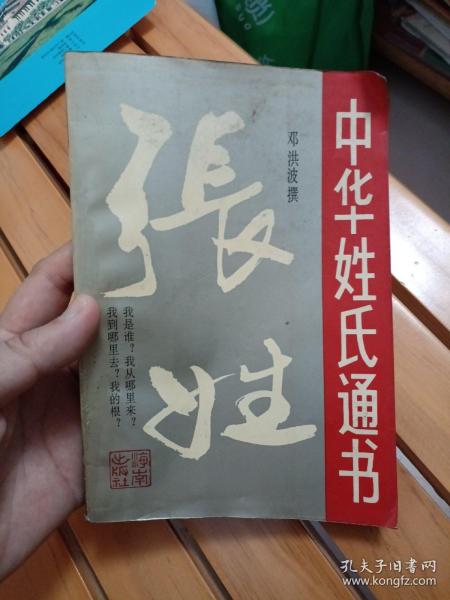 中华姓氏通书
邓洪波撰
張
姓
我是谁？我从哪里来？
我到哪里去？我的根？
海南
出版社
孔夫子旧书网
www.kongfz.com